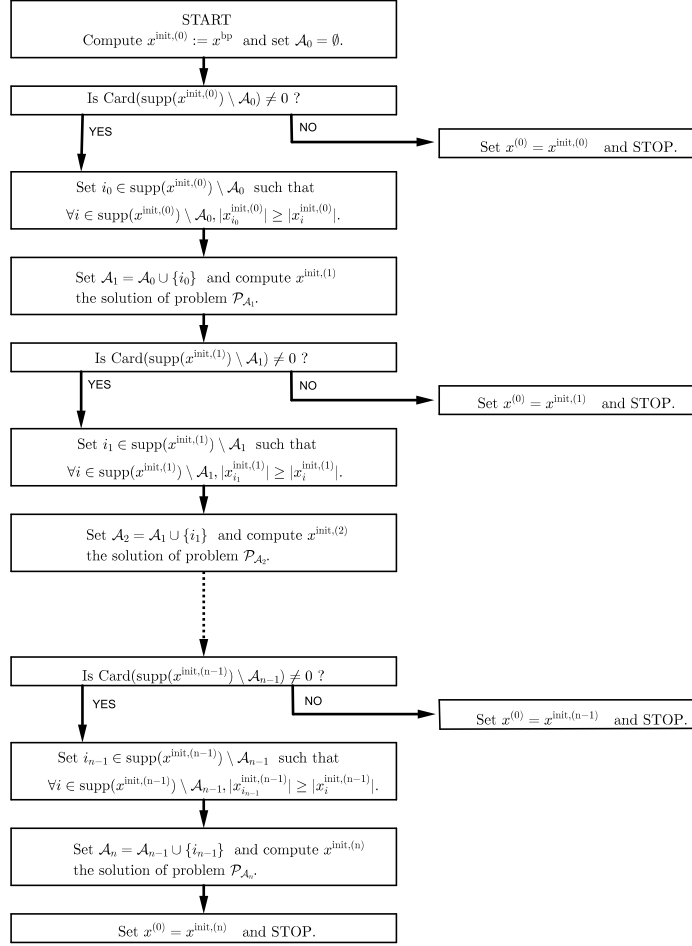 START
Compute x^{init,(0)} := x^{bp} and set 𝒜_0 = ∅.
Is Card(supp(x^{init,(0)}) \ 𝒜_0) ≠ 0 ?
YES
NO
Set x^{(0)} = x^{init,(0)} and STOP.
Set i_0 ∈ supp(x^{init,(0)}) \ 𝒜_0 such that
∀i ∈ supp(x^{init,(0)}) \ 𝒜_0, |x_{i_0}^{init,(0)}| ≥ |x_i^{init,(0)}|.
Set 𝒜_1 = 𝒜_0 ∪ {i_0} and compute x^{init,(1)}
the solution of problem 𝒫_{𝒜_1}.
Is Card(supp(x^{init,(1)}) \ 𝒜_1) ≠ 0 ?
YES
NO
Set x^{(0)} = x^{init,(1)} and STOP.
Set i_1 ∈ supp(x^{init,(1)}) \ 𝒜_1 such that
∀i ∈ supp(x^{init,(1)}) \ 𝒜_1, |x_{i_1}^{init,(1)}| ≥ |x_i^{init,(1)}|.
Set 𝒜_2 = 𝒜_1 ∪ {i_1} and compute x^{init,(2)}
the solution of problem 𝒫_{𝒜_2}.
Is Card(supp(x^{init,(n−1)}) \ 𝒜_{n−1}) ≠ 0 ?
YES
NO
Set x^{(0)} = x^{init,(n−1)} and STOP.
Set i_{n−1} ∈ supp(x^{init,(n−1)}) \ 𝒜_{n−1} such that
∀i ∈ supp(x^{init,(n−1)}) \ 𝒜_{n−1}, |x_{i_{n−1}}^{init,(n−1)}| ≥ |x_i^{init,(n−1)}|.
Set 𝒜_n = 𝒜_{n−1} ∪ {i_{n−1}} and compute x^{init,(n)}
the solution of problem 𝒫_{𝒜_n}.
Set x^{(0)} = x^{init,(n)} and STOP.